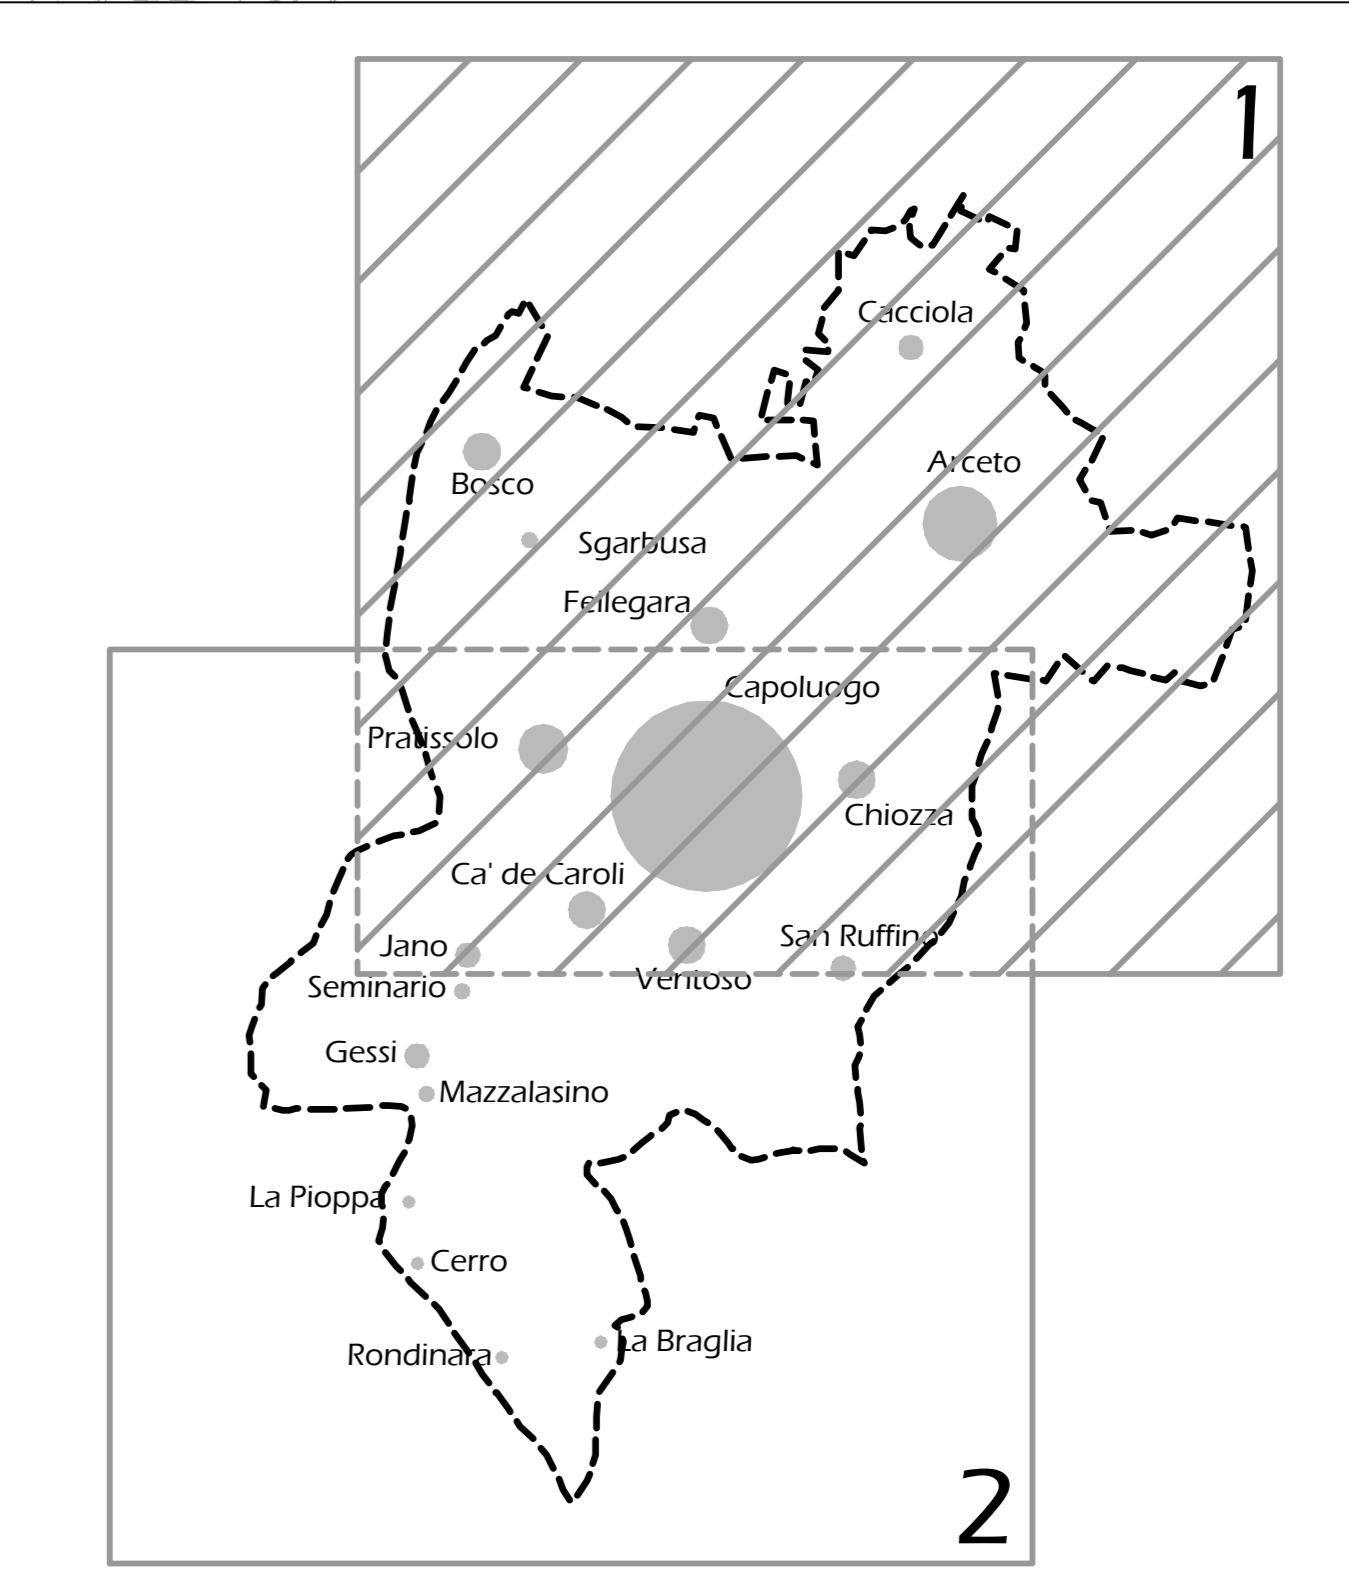 1
Cacciola
Arceto
Bosco
Sgarbusa
Fellegara
Capoluogo
Pratissolo
Chiozza
Ca' de Caroli
San Ruffino
Jano
Ventoso
Seminario
Gessi
Mazzalasino
La Pioppa
Cerro
La Braglia
Rondinara
2